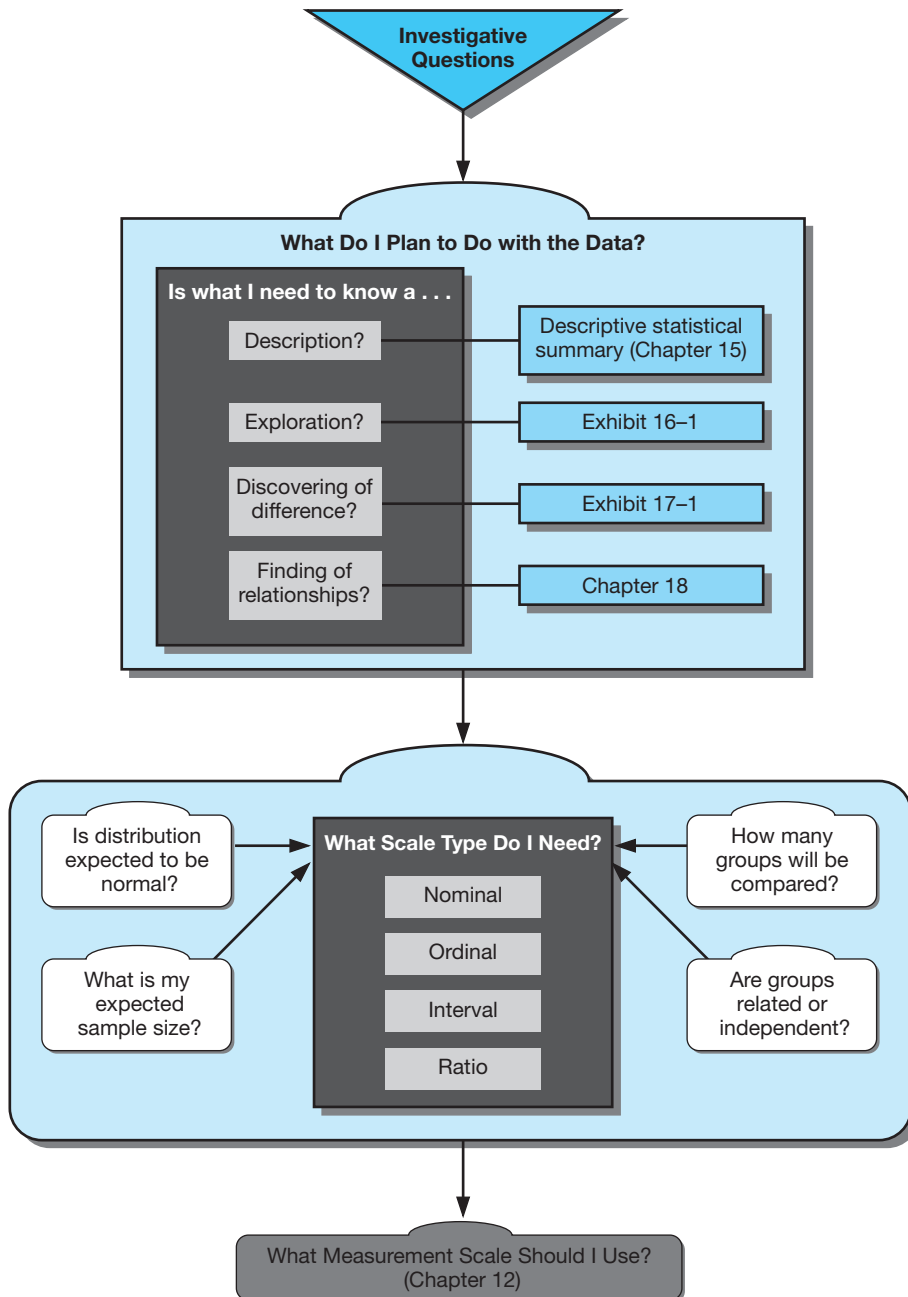 Investigative
Questions
What Do I Plan to Do with the Data?
Is what I need to know a . . .
Description?
Descriptive statistical
summary (Chapter 15)
Exploration?
Exhibit 16–1
Discovering of
difference?
Exhibit 17–1
Finding of
relationships?
Chapter 18
Is distribution
expected to be
normal?
What is my
expected
sample size?
What Scale Type Do I Need?
Nominal
Ordinal
Interval
Ratio
How many
groups will be
compared?
Are groups
related or
independent?
What Measurement Scale Should I Use?
(Chapter 12)